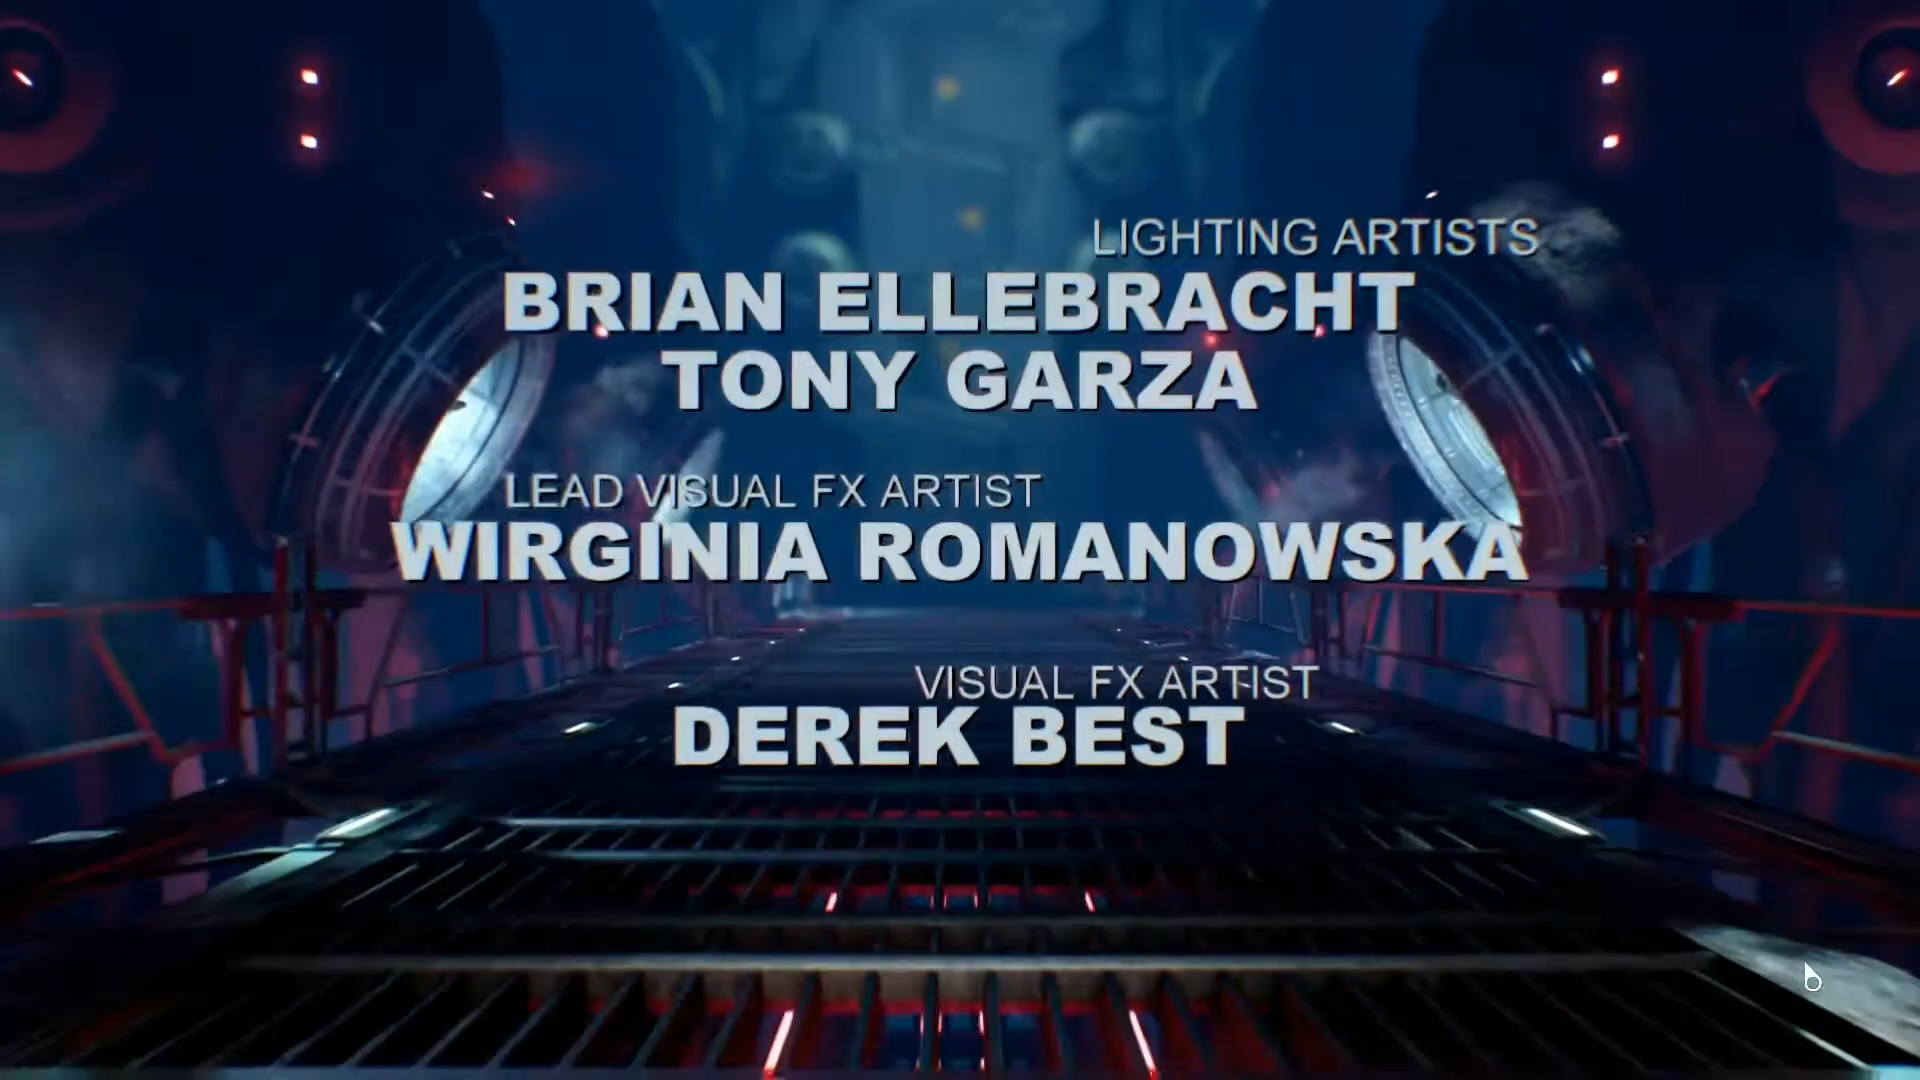 LIGHTING ARTISTS
BRIAN ELLEBRACHT
TONY GARZA
LEAD VISUAL FX ARTIST
WIRGINIA ROMANOWSKA
VISUAL FX ARTIST
DEREK BEST